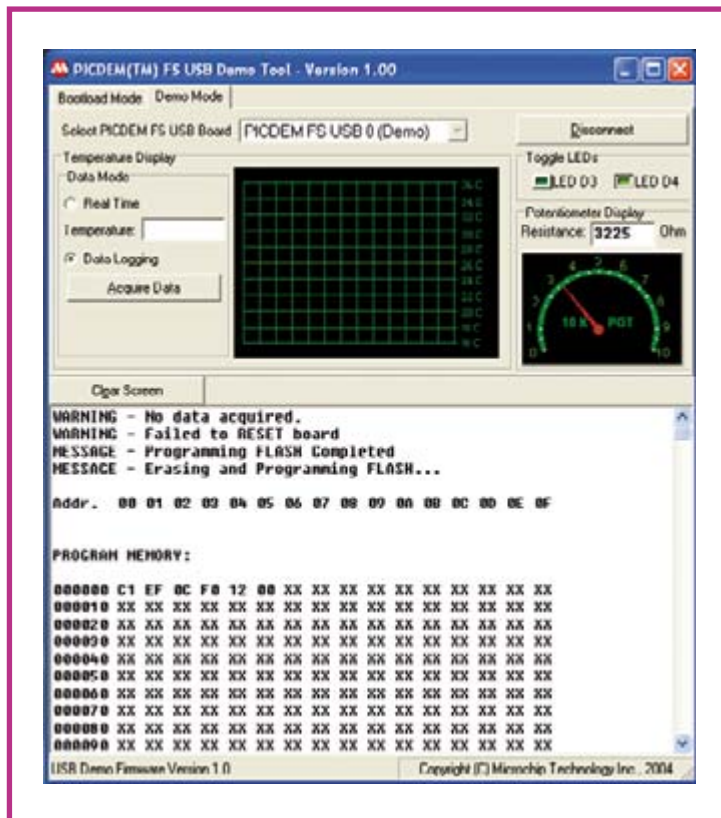 PICDEM(TM) FS USB Demo Tool - Version 1.00
Bootload Mode Demo Mode
Select PICDEM FS USB Board PICDEM FS USB 0 (Demo)
Disconnect
Temperature Display
Data Mode
Real Time
Temperature:
Data Logging
Acquire Data
Toggle LEDs
LED D3 LED D4
Potentiometer Display
Resistance: 3225 Ohm
0 1 2 3 4 5 6 7 8 9 10
10 K POT
Clear Screen
WARNING - No data acquired.
WARNING - Failed to RESET board
MESSAGE - Programming FLASH Completed
MESSAGE - Erasing and Programming FLASH...
Addr. 00 01 02 03 04 05 06 07 08 09 0A 0B 0C 0D 0E 0F
PROGRAM MEMORY:
000000 C1 EF 0C F0 12 00 XX XX XX XX XX XX XX XX XX XX
000010 XX XX XX XX XX XX XX XX XX XX XX XX XX XX XX XX
000020 XX XX XX XX XX XX XX XX XX XX XX XX XX XX XX XX
000030 XX XX XX XX XX XX XX XX XX XX XX XX XX XX XX XX
000040 XX XX XX XX XX XX XX XX XX XX XX XX XX XX XX XX
000050 XX XX XX XX XX XX XX XX XX XX XX XX XX XX XX XX
000060 XX XX XX XX XX XX XX XX XX XX XX XX XX XX XX XX
000070 XX XX XX XX XX XX XX XX XX XX XX XX XX XX XX XX
000080 XX XX XX XX XX XX XX XX XX XX XX XX XX XX XX XX
000090 XX XX XX XX XX XX XX XX XX XX XX XX XX XX XX XX
USB Demo Firmware Version 1.0
Copyright (C) Microchip Technology Inc., 2004